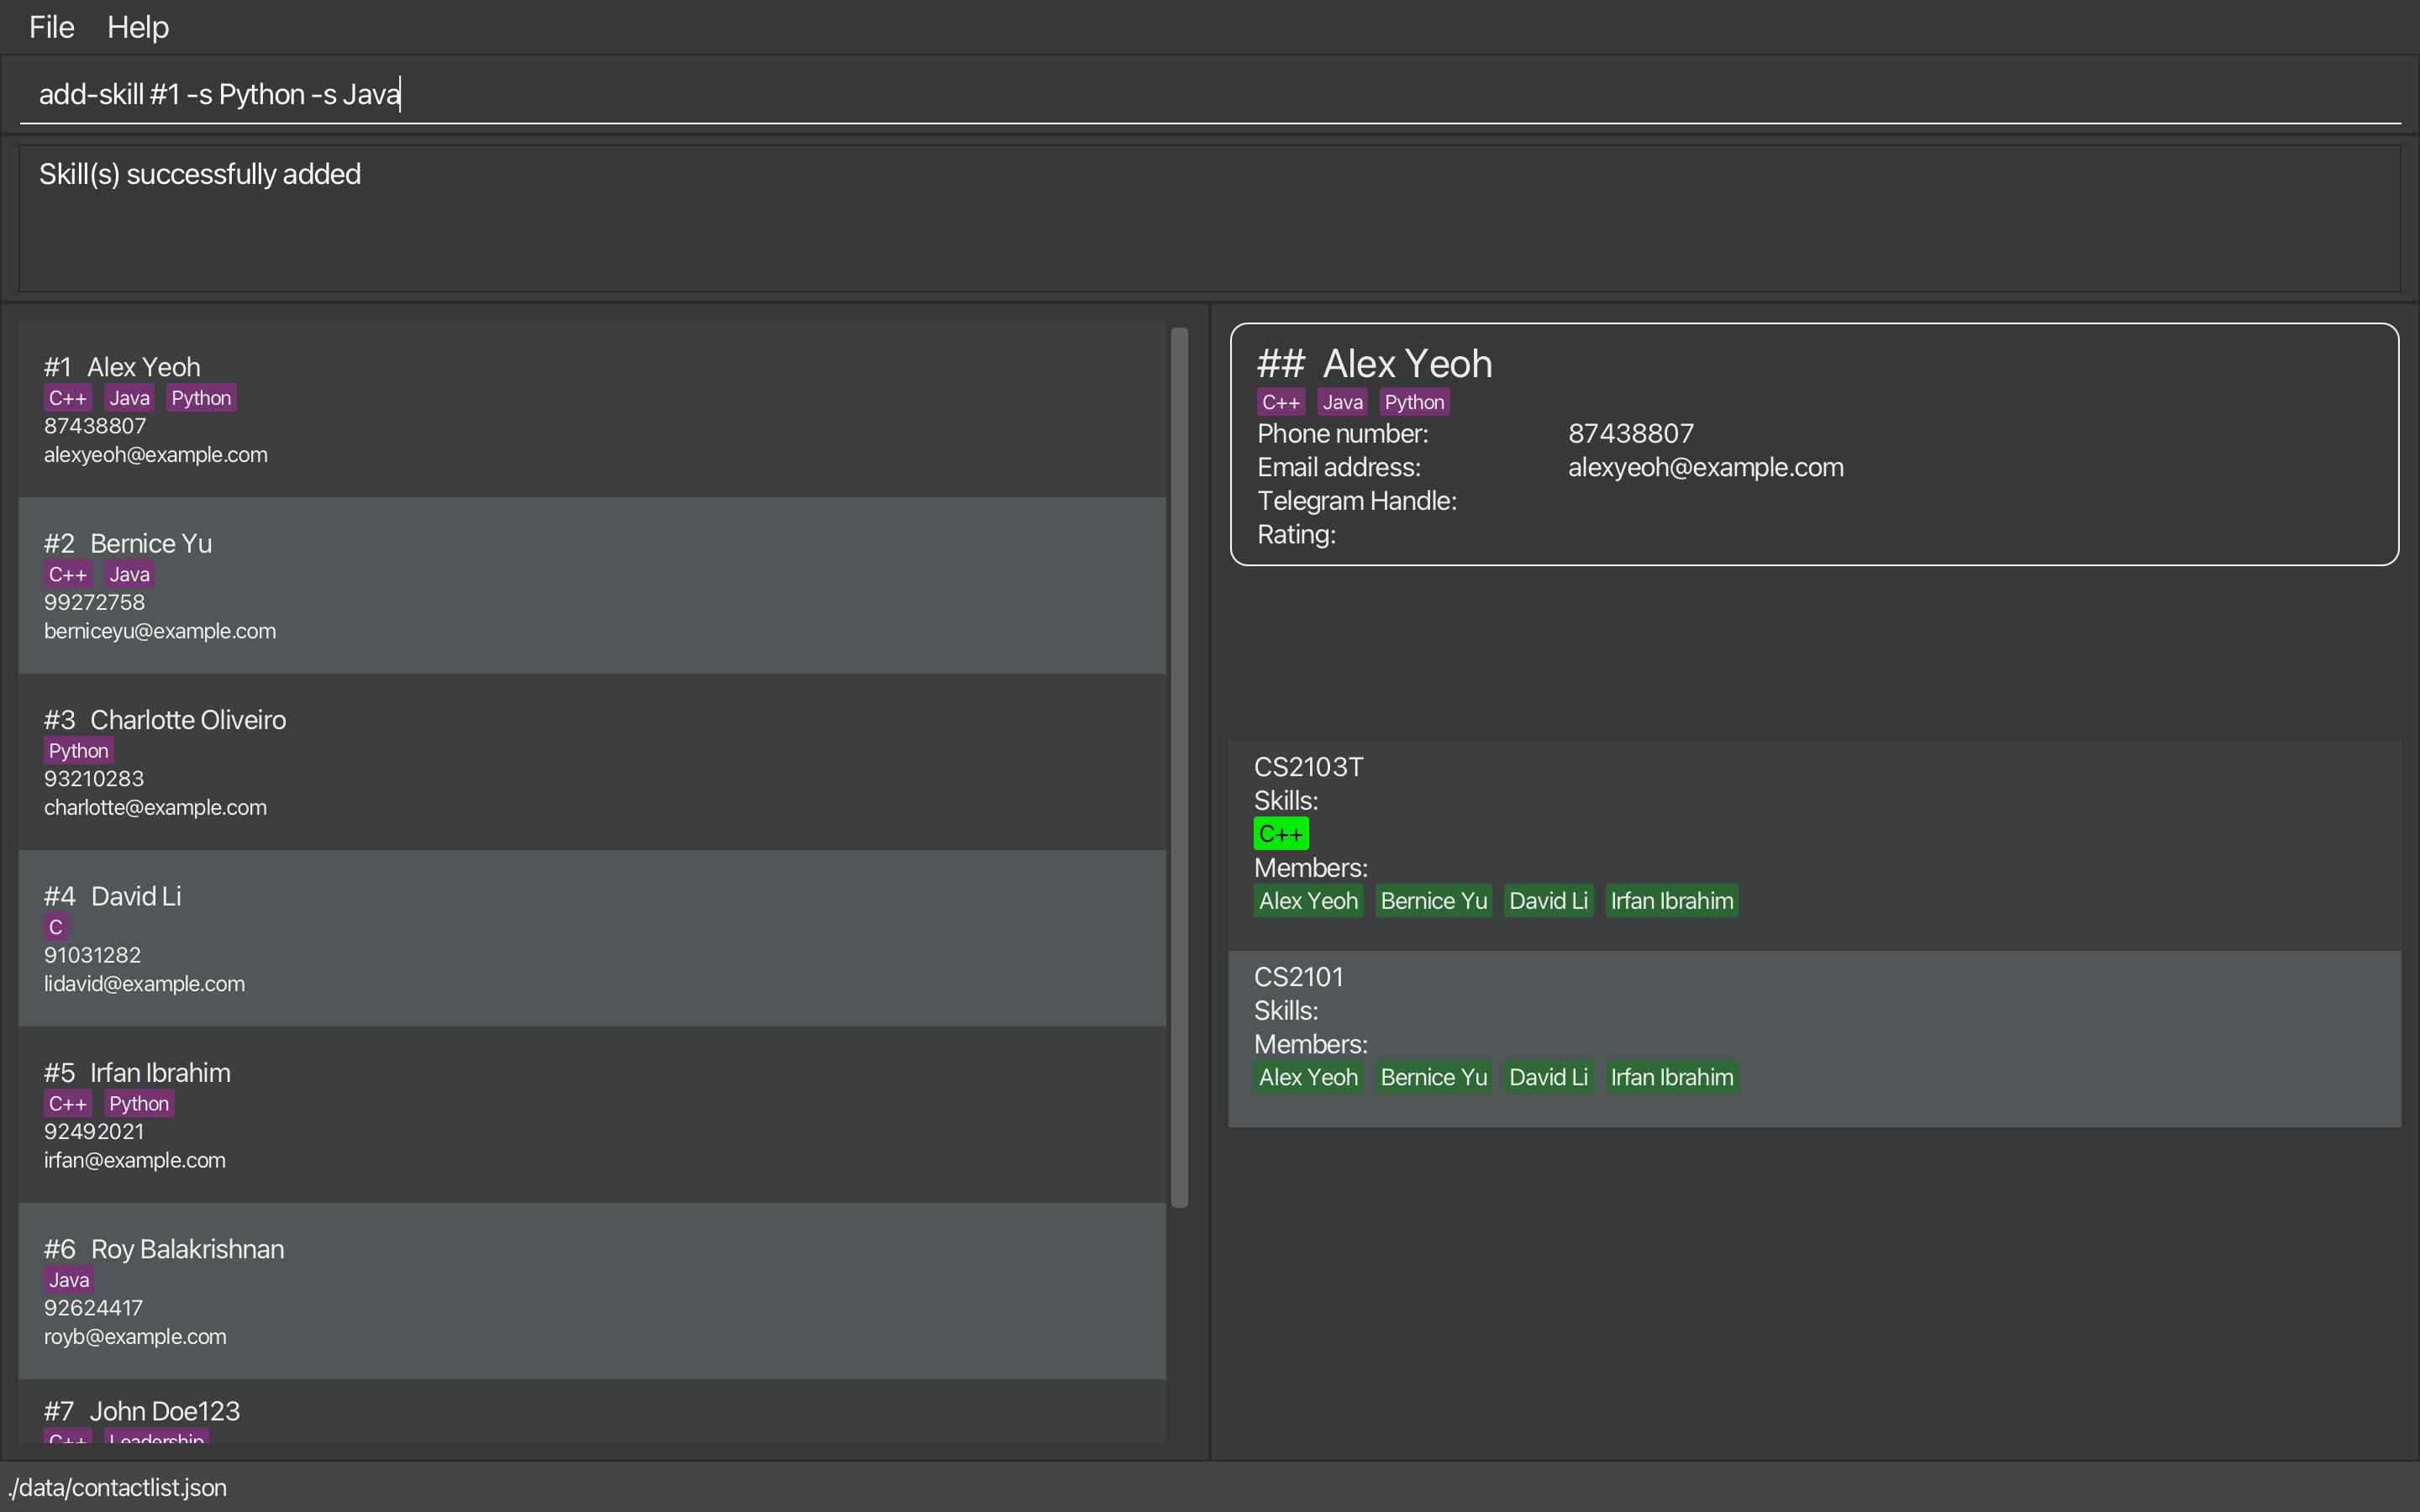 File Help
add-skill #1 -s Python -s Java
Skill(s) successfully added
#1 Alex Yeoh
C++ Java Python
87438807
alexyeoh@example.com
#2 Bernice Yu
C++ Java
99272758
berniceyu@example.com
#3 Charlotte Oliveiro
Python
93210283
charlotte@example.com
#4 David Li
C
91031282
lidavid@example.com
#5 Irfan Ibrahim
C++ Python
92492021
irfan@example.com
#6 Roy Balakrishnan
Java
92624417
royb@example.com
#7 John Doe123
C++ Leadership
## Alex Yeoh
C++ Java Python
Phone number: 87438807
Email address: alexyeoh@example.com
Telegram Handle:
Rating:
CS2103T
Skills:
C++
Members:
Alex Yeoh Bernice Yu David Li Irfan Ibrahim
CS2101
Skills:
Members:
Alex Yeoh Bernice Yu David Li Irfan Ibrahim
./data/contactlist.json